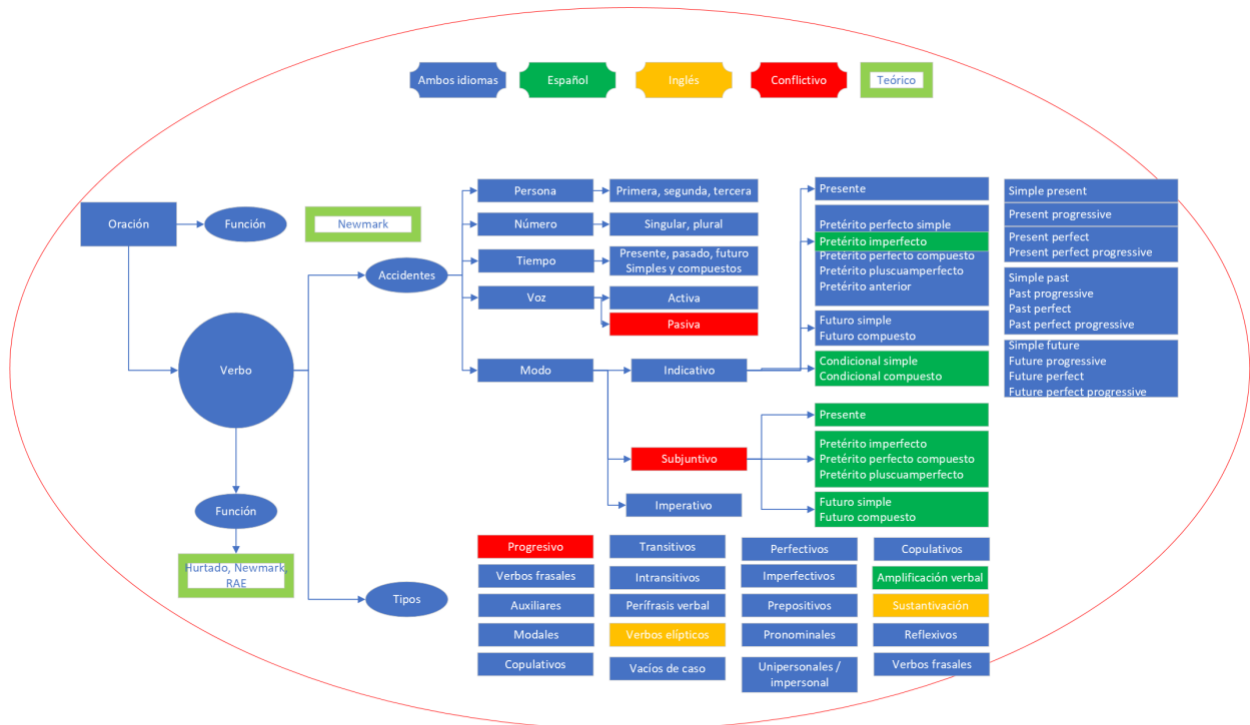 Ambos idiomas
Español
Inglés
Conflictivo
Teórico
Oración
Función
Newmark
Verbo
Función
Hurtado, Newmark,
RAE
Accidentes
Persona
Primera, segunda, tercera
Número
Singular, plural
Tiempo
Presente, pasado, futuro
Simples y compuestos
Voz
Activa
Pasiva
Modo
Indicativo
Presente
Pretérito perfecto simple
Pretérito imperfecto
Pretérito perfecto compuesto
Pretérito pluscuamperfecto
Pretérito anterior
Futuro simple
Futuro compuesto
Condicional simple
Condicional compuesto
Simple present
Present progressive
Present perfect
Present perfect progressive
Simple past
Past progressive
Past perfect
Past perfect progressive
Simple future
Future progressive
Future perfect
Future perfect progressive
Subjuntivo
Presente
Pretérito imperfecto
Pretérito perfecto compuesto
Pretérito pluscuamperfecto
Futuro simple
Futuro compuesto
Imperativo
Tipos
Progresivo
Transitivos
Perfectivos
Copulativos
Verbos frasales
Intransitivos
Imperfectivos
Amplificación verbal
Auxiliares
Perífrasis verbal
Prepositivos
Sustantivación
Modales
Verbos elípticos
Pronominales
Reflexivos
Copulativos
Vacíos de caso
Unipersonales /
impersonal
Verbos frasales